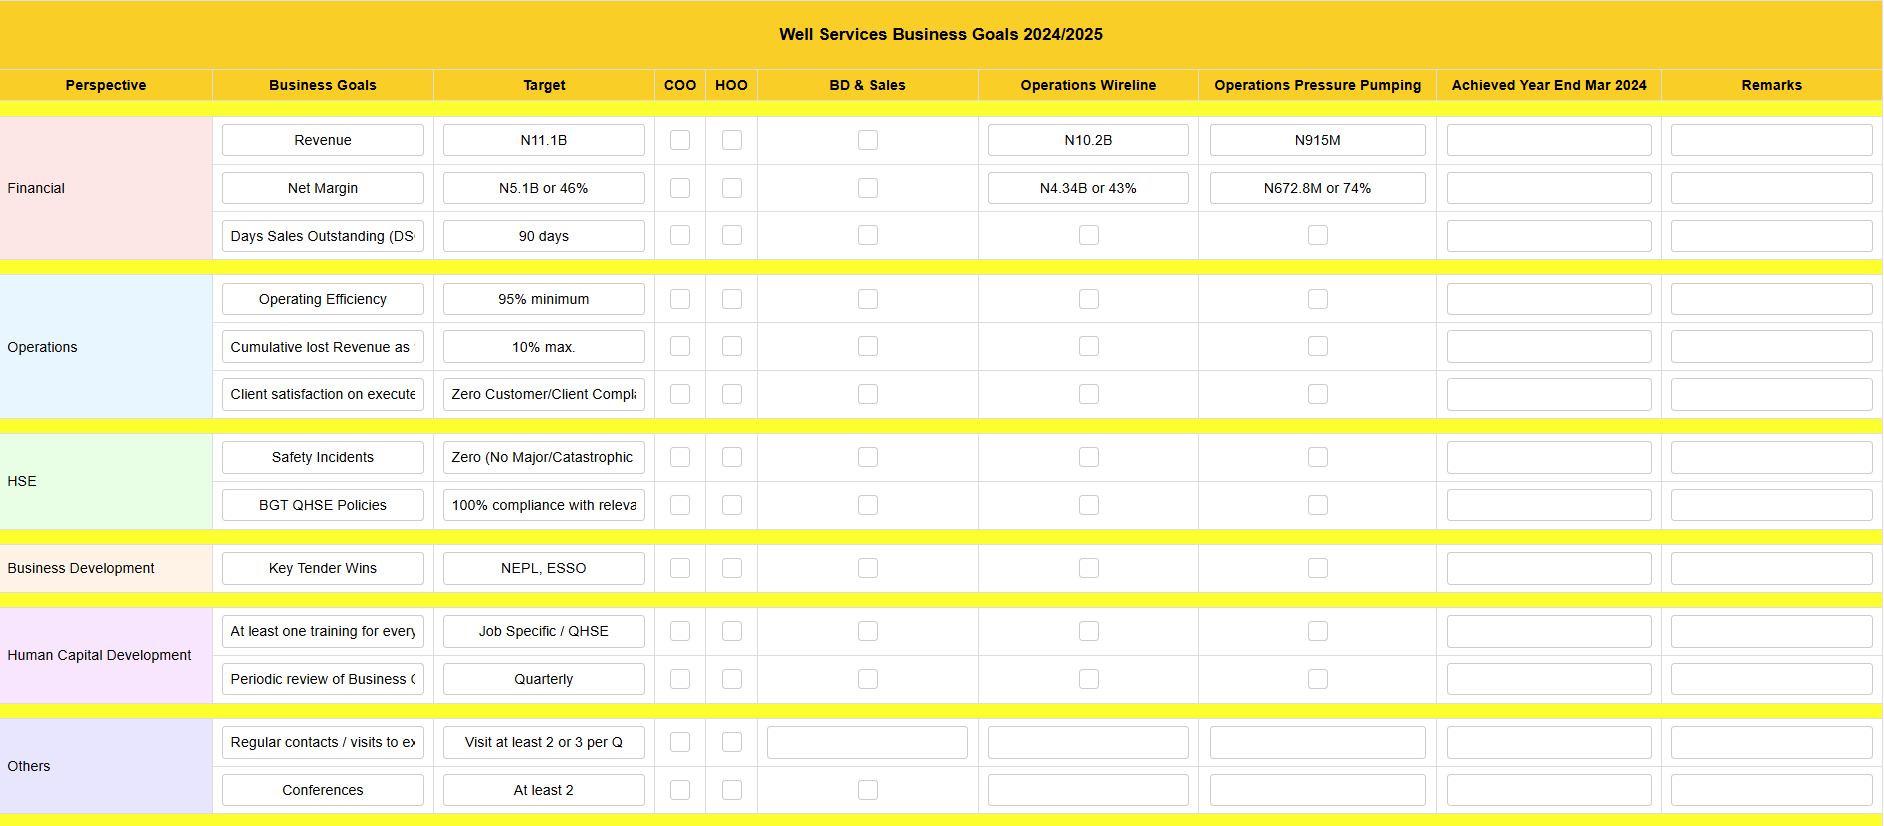 Well Services Business Goals 2024/2025
Perspective Business Goals Target COO HOO BD & Sales Operations Wireline Operations Pressure Pumping Achieved Year End Mar 2024 Remarks
Revenue N11.1B N10.2B N915M
Financial Net Margin N5.1B or 46% N4.34B or 43% N672.8M or 74%
Days Sales Outstanding (DS 90 days
Operating Efficiency 95% minimum
Operations Cumulative lost Revenue as 10% max.
Client satisfaction on execute Zero Customer/Client Compl
Safety Incidents Zero (No Major/Catastrophic
HSE
BGT QHSE Policies 100% compliance with releva
Business Development Key Tender Wins NEPL, ESSO
At least one training for every Job Specific / QHSE
Human Capital Development
Periodic review of Business Quarterly
Regular contacts / visits to ex Visit at least 2 or 3 per Q
Others
Conferences At least 2